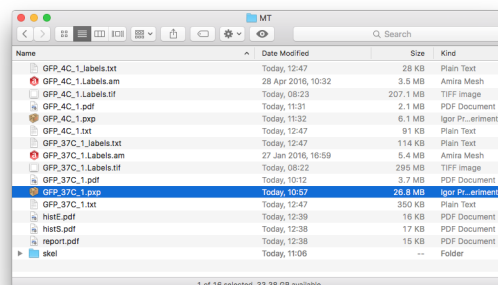 MT
Search
Name Date Modified Size Kind
GFP_4C_1_labels.txt Today, 12:47 28 KB Plain Text
GFP_4C_1.Labels.am 28 Apr 2016, 10:32 3.5 MB Amira Mesh
GFP_4C_1.Labels.tif Today, 08:23 207.1 MB TIFF image
GFP_4C_1.pdf Today, 11:31 2.1 MB PDF Document
GFP_4C_1.pxp Today, 11:32 6.1 MB Igor Pr...eriment
GFP_4C_1.txt Today, 12:47 91 KB Plain Text
GFP_37C_1_labels.txt Today, 12:47 114 KB Plain Text
GFP_37C_1.Labels.am 27 Jan 2016, 16:59 5.4 MB Amira Mesh
GFP_37C_1.Labels.tif Today, 08:22 295 MB TIFF image
GFP_37C_1.pdf Today, 10:12 3.7 MB PDF Document
GFP_37C_1.pxp Today, 10:57 26.8 MB Igor Pr...eriment
GFP_37C_1.txt Today, 12:47 350 KB Plain Text
histE.pdf Today, 12:39 16 KB PDF Document
histS.pdf Today, 12:38 17 KB PDF Document
report.pdf Today, 12:38 15 KB PDF Document
skel Today, 11:06 -- Folder
1 of 16 selected, 33.38 GB available